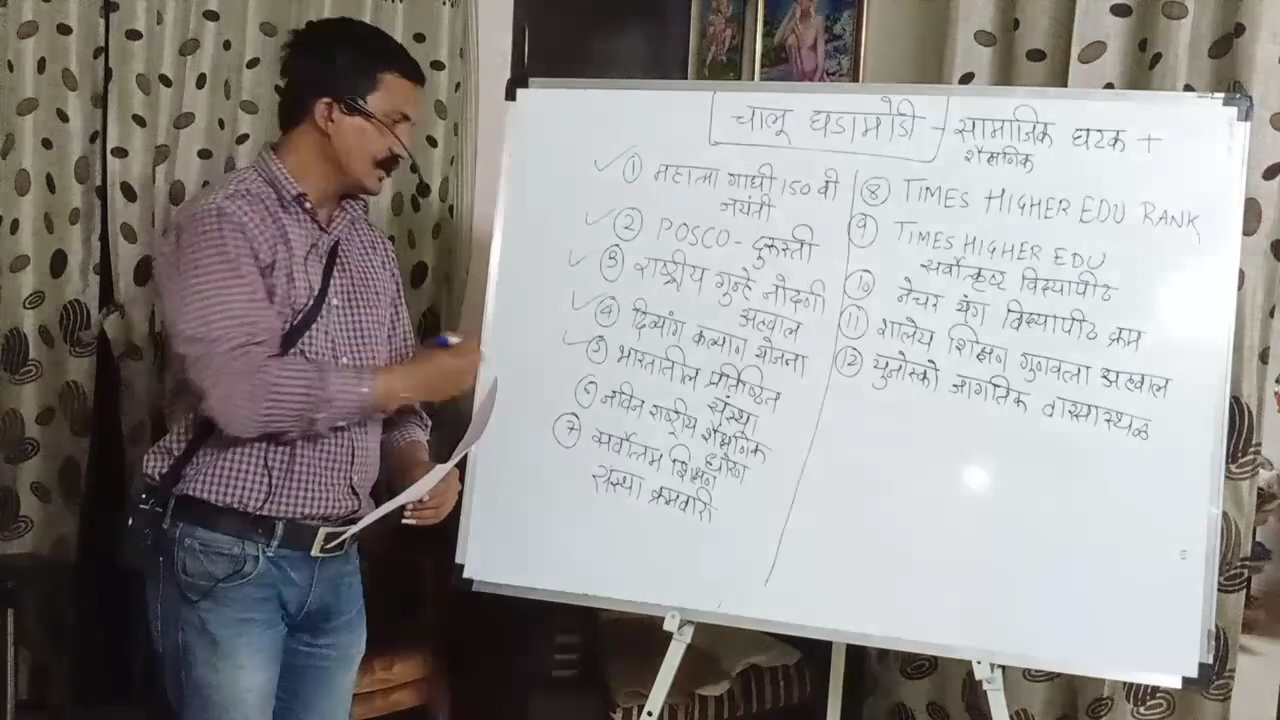 चालू घडामोडी - सामाजिक घटक +
शैक्षणिक
① महात्मा गांधी 150 वी
जयंती
② POSCO - दुरुस्ती
③ राष्ट्रीय गुन्हे नोंदणी
अहवाल
④ दिव्यांग कल्याण योजना
⑤ भारतातील प्रतिष्ठित
संस्था
⑥ नविन राष्ट्रीय शैक्षणिक
धोरण
⑦ सर्वोत्तम शिक्षण
संस्था क्रमवारी
⑧ TIMES HIGHER EDU RANK
⑨ TIMES HIGHER EDU
सर्वोत्कृष्ट विद्यापीठ
⑩ नेचर यंग विद्यापीठ क्रम
⑪ शालेय शिक्षण गुणवत्ता अहवाल
⑫ युनेस्को जागतिक वारसा स्थळ